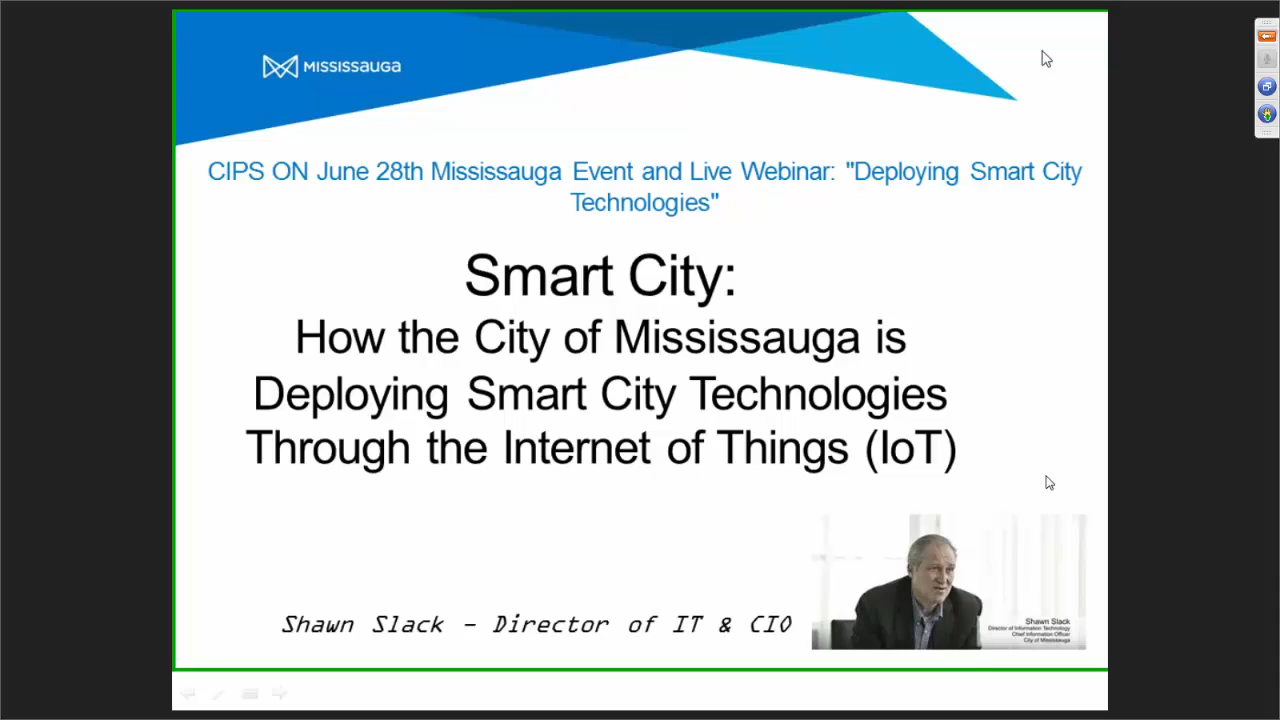 MISSISSAUGA
CIPS ON June 28th Mississauga Event and Live Webinar: "Deploying Smart City
Technologies"
Smart City:
How the City of Mississauga is
Deploying Smart City Technologies
Through the Internet of Things (IoT)
Shawn Slack – Director of IT & CIO
Shawn Slack
Director of Information Technology
Chief Information Officer
City of Mississauga